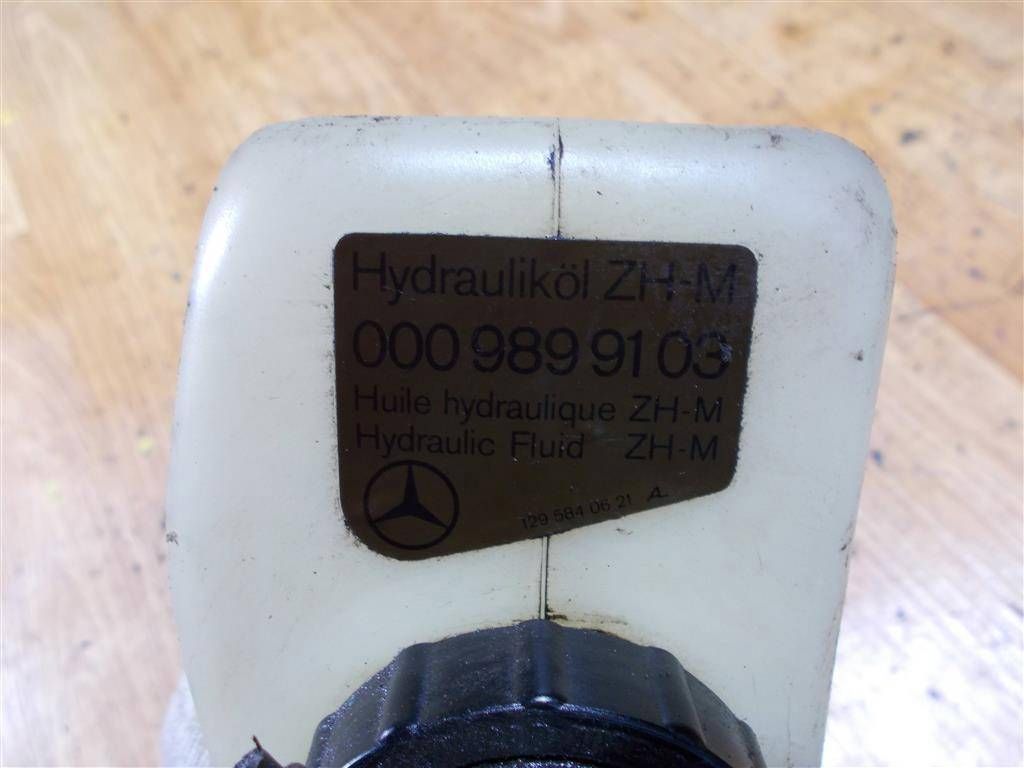 Hydrauliköl ZH-M
000 989 91 03
Huile hydraulique ZH-M
Hydraulic Fluid ZH-M
129 584 06 21 A